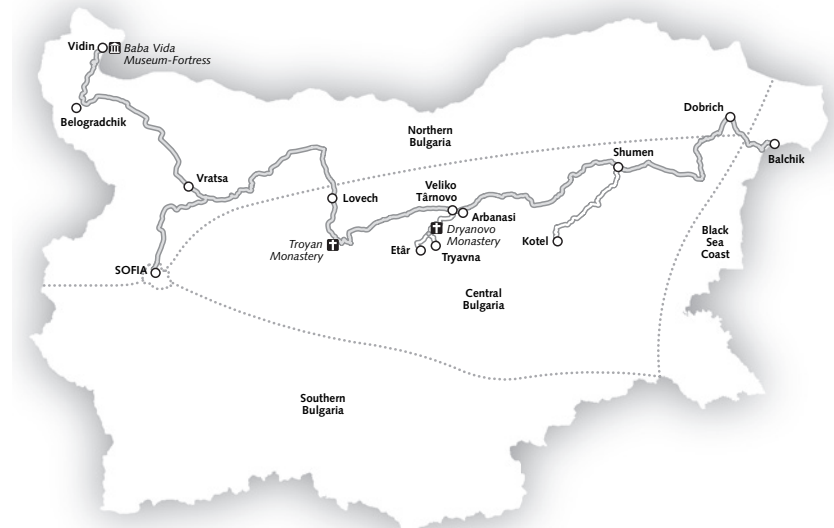 Vidin
Baba Vida
Museum-Fortress
Belogradchik
Dobrich
Northern
Bulgaria
Balchik
Shumen
Vratsa
Veliko
Târnovo
Lovech
Arbanasi
Dryanovo
Monastery
Troyan
Monastery
Etâr
Tryavna
Kotel
Black
Sea
Coast
SOFIA
Central
Bulgaria
Southern
Bulgaria